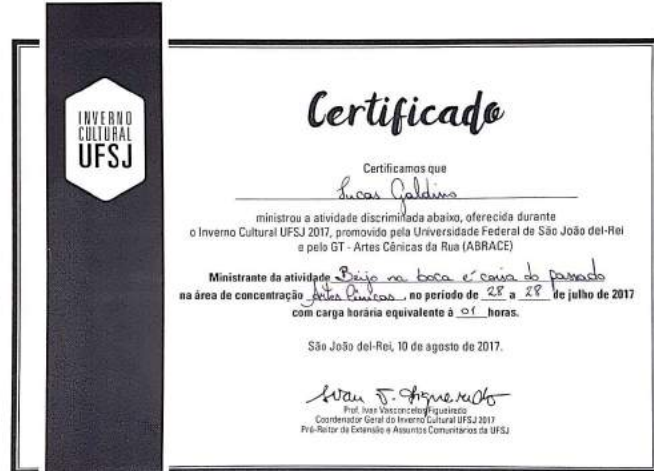 INVERNO
CULTURAL
UFSJ
Certificado
Certificamos que
Lucas Galdino
ministrou a atividade discriminada abaixo, oferecida durante
o Inverno Cultural UFSJ 2017, promovido pela Universidade Federal de São João del-Rei
e pelo GT - Artes Cênicas da Rua (ABRACE)
Ministrante da atividade Beijo na boca é coisa do passado
na área de concentração Artes Cênicas, no período de 28 a 28 de julho de 2017
com carga horária equivalente à 01 horas.
São João del-Rei, 10 de agosto de 2017.
Ivan V. Figueiredo
Prof. Ivan Vasconcelos Figueiredo
Coordenador Geral do Inverno Cultural UFSJ 2017
Pró-Reitor de Extensão e Assuntos Comunitários da UFSJ